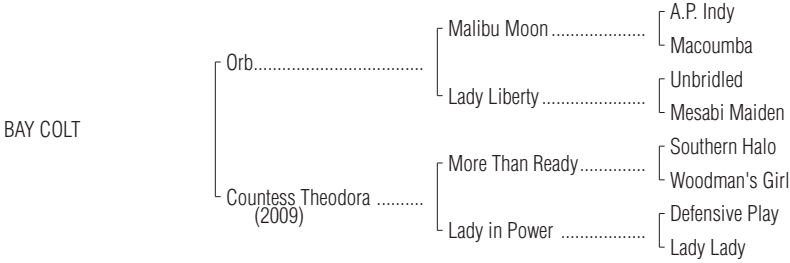 A.P. Indy
Malibu Moon ....................
Macoumba
Orb..................................
Unbridled
Lady Liberty ......................
Mesabi Maiden
BAY COLT
Southern Halo
More Than Ready..............
Woodman's Girl
Countess Theodora ..........
(2009)
Defensive Play
Lady in Power ..................
Lady Lady